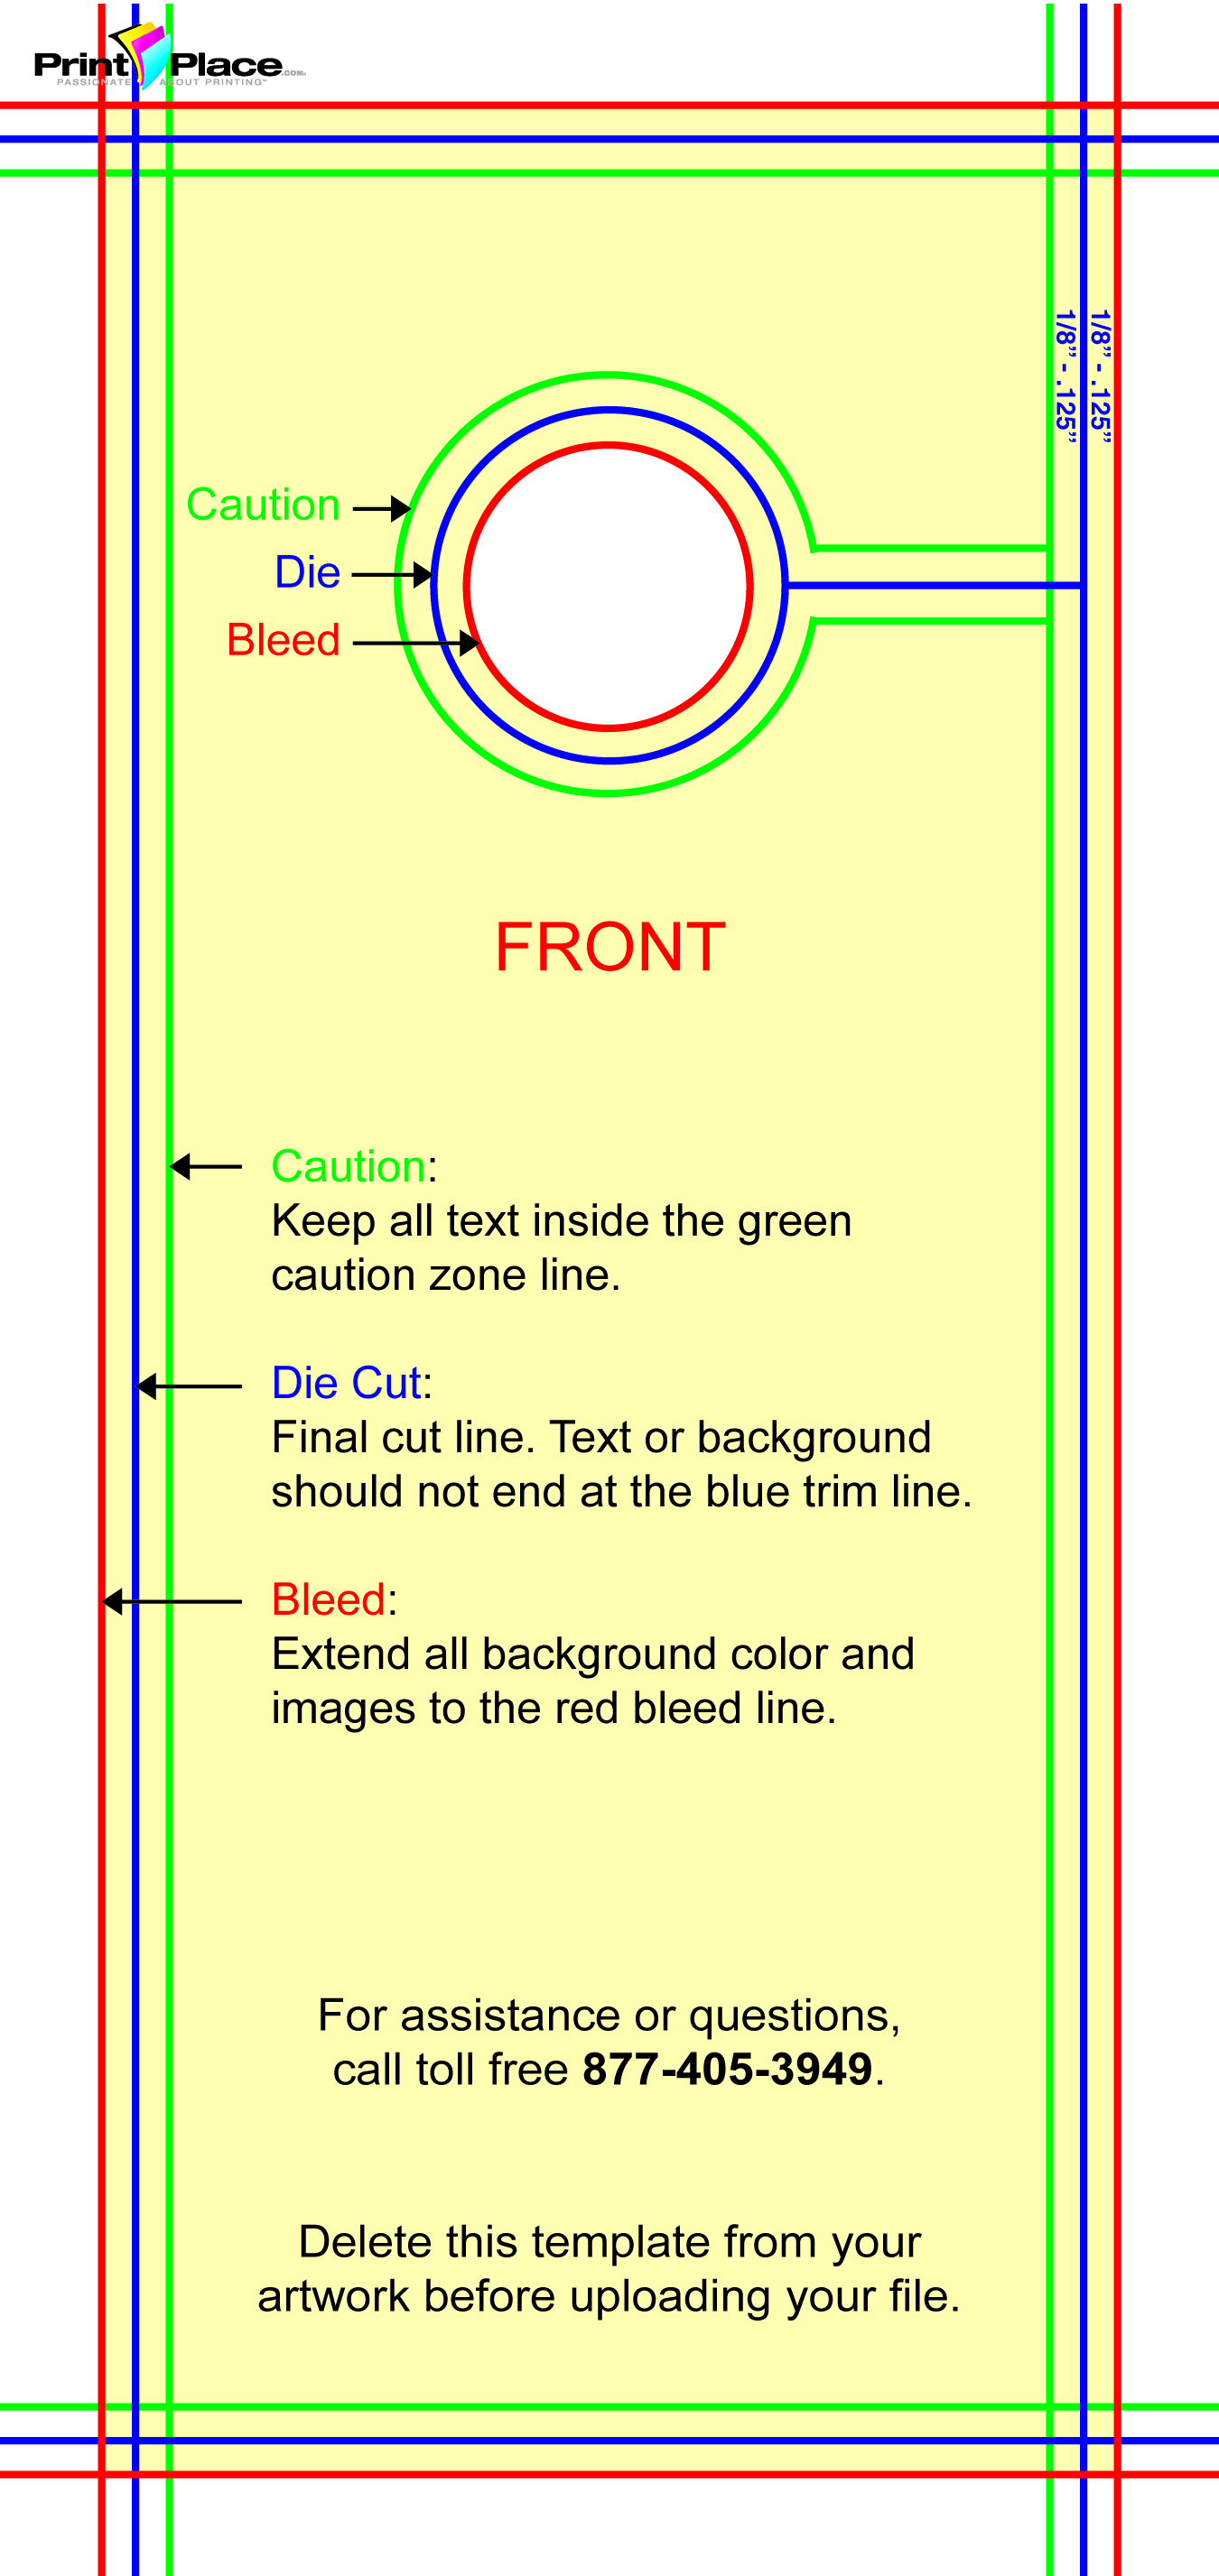 PrintPlace.COM
PASSIONATE ABOUT PRINTING
1/8” - .125”
1/8” - .125”
Caution
Die
Bleed
FRONT
Caution:
Keep all text inside the green
caution zone line.
Die Cut:
Final cut line. Text or background
should not end at the blue trim line.
Bleed:
Extend all background color and
images to the red bleed line.
For assistance or questions,
call toll free 877-405-3949.
Delete this template from your
artwork before uploading your file.